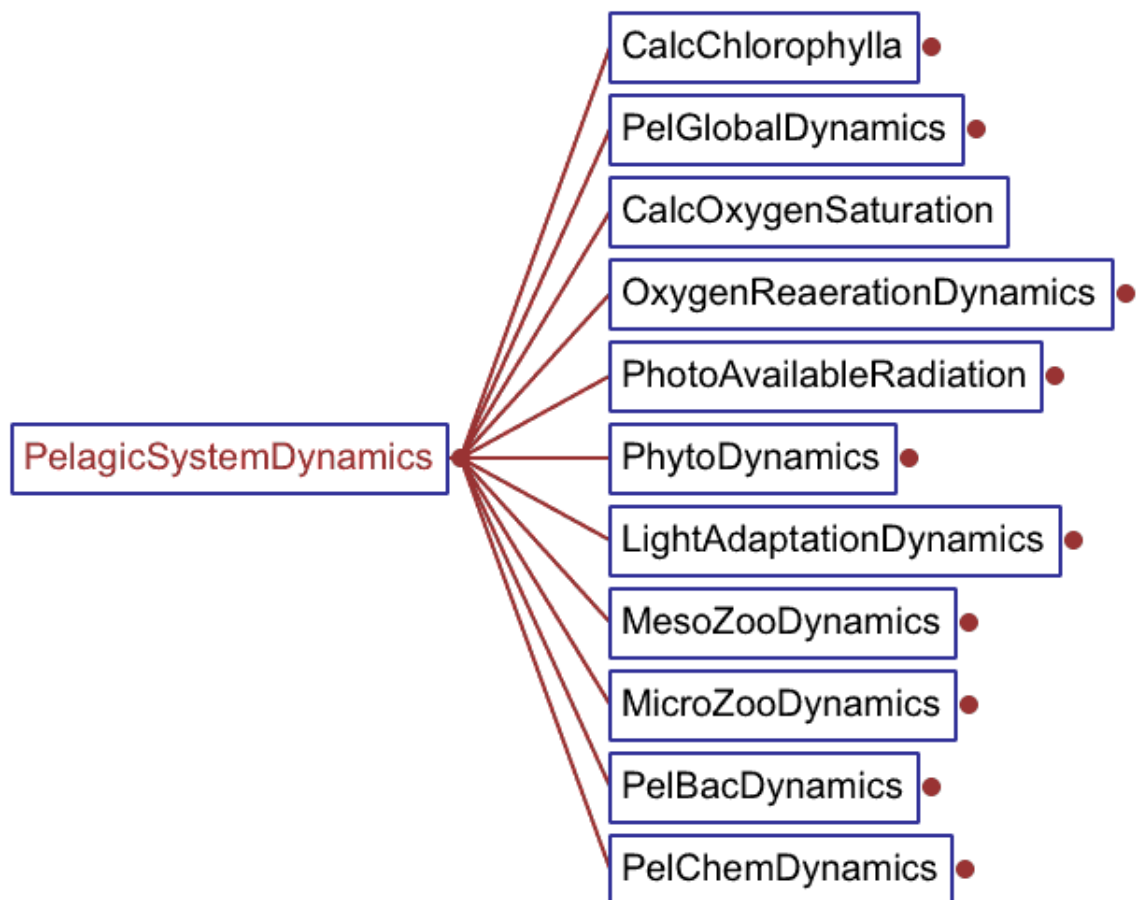 CalcChlorophylla
PelGlobalDynamics
CalcOxygenSaturation
OxygenReaerationDynamics
PhotoAvailableRadiation
PelagicSystemDynamics
PhytoDynamics
LightAdaptationDynamics
MesoZooDynamics
MicroZooDynamics
PelBacDynamics
PelChemDynamics